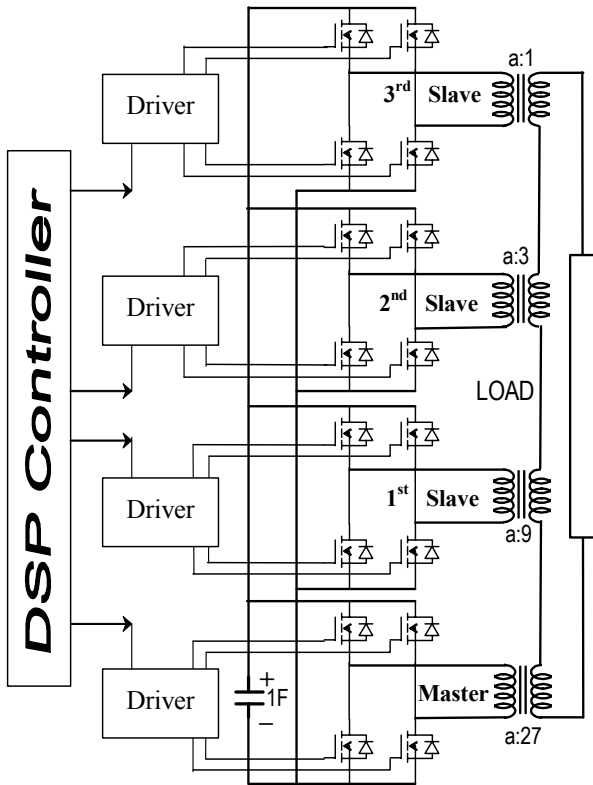 DSP Controller
Driver
3rd Slave
a:1
Driver
2nd Slave
a:3
LOAD
Driver
1st Slave
a:9
Driver
+
1F
−
Master
a:27